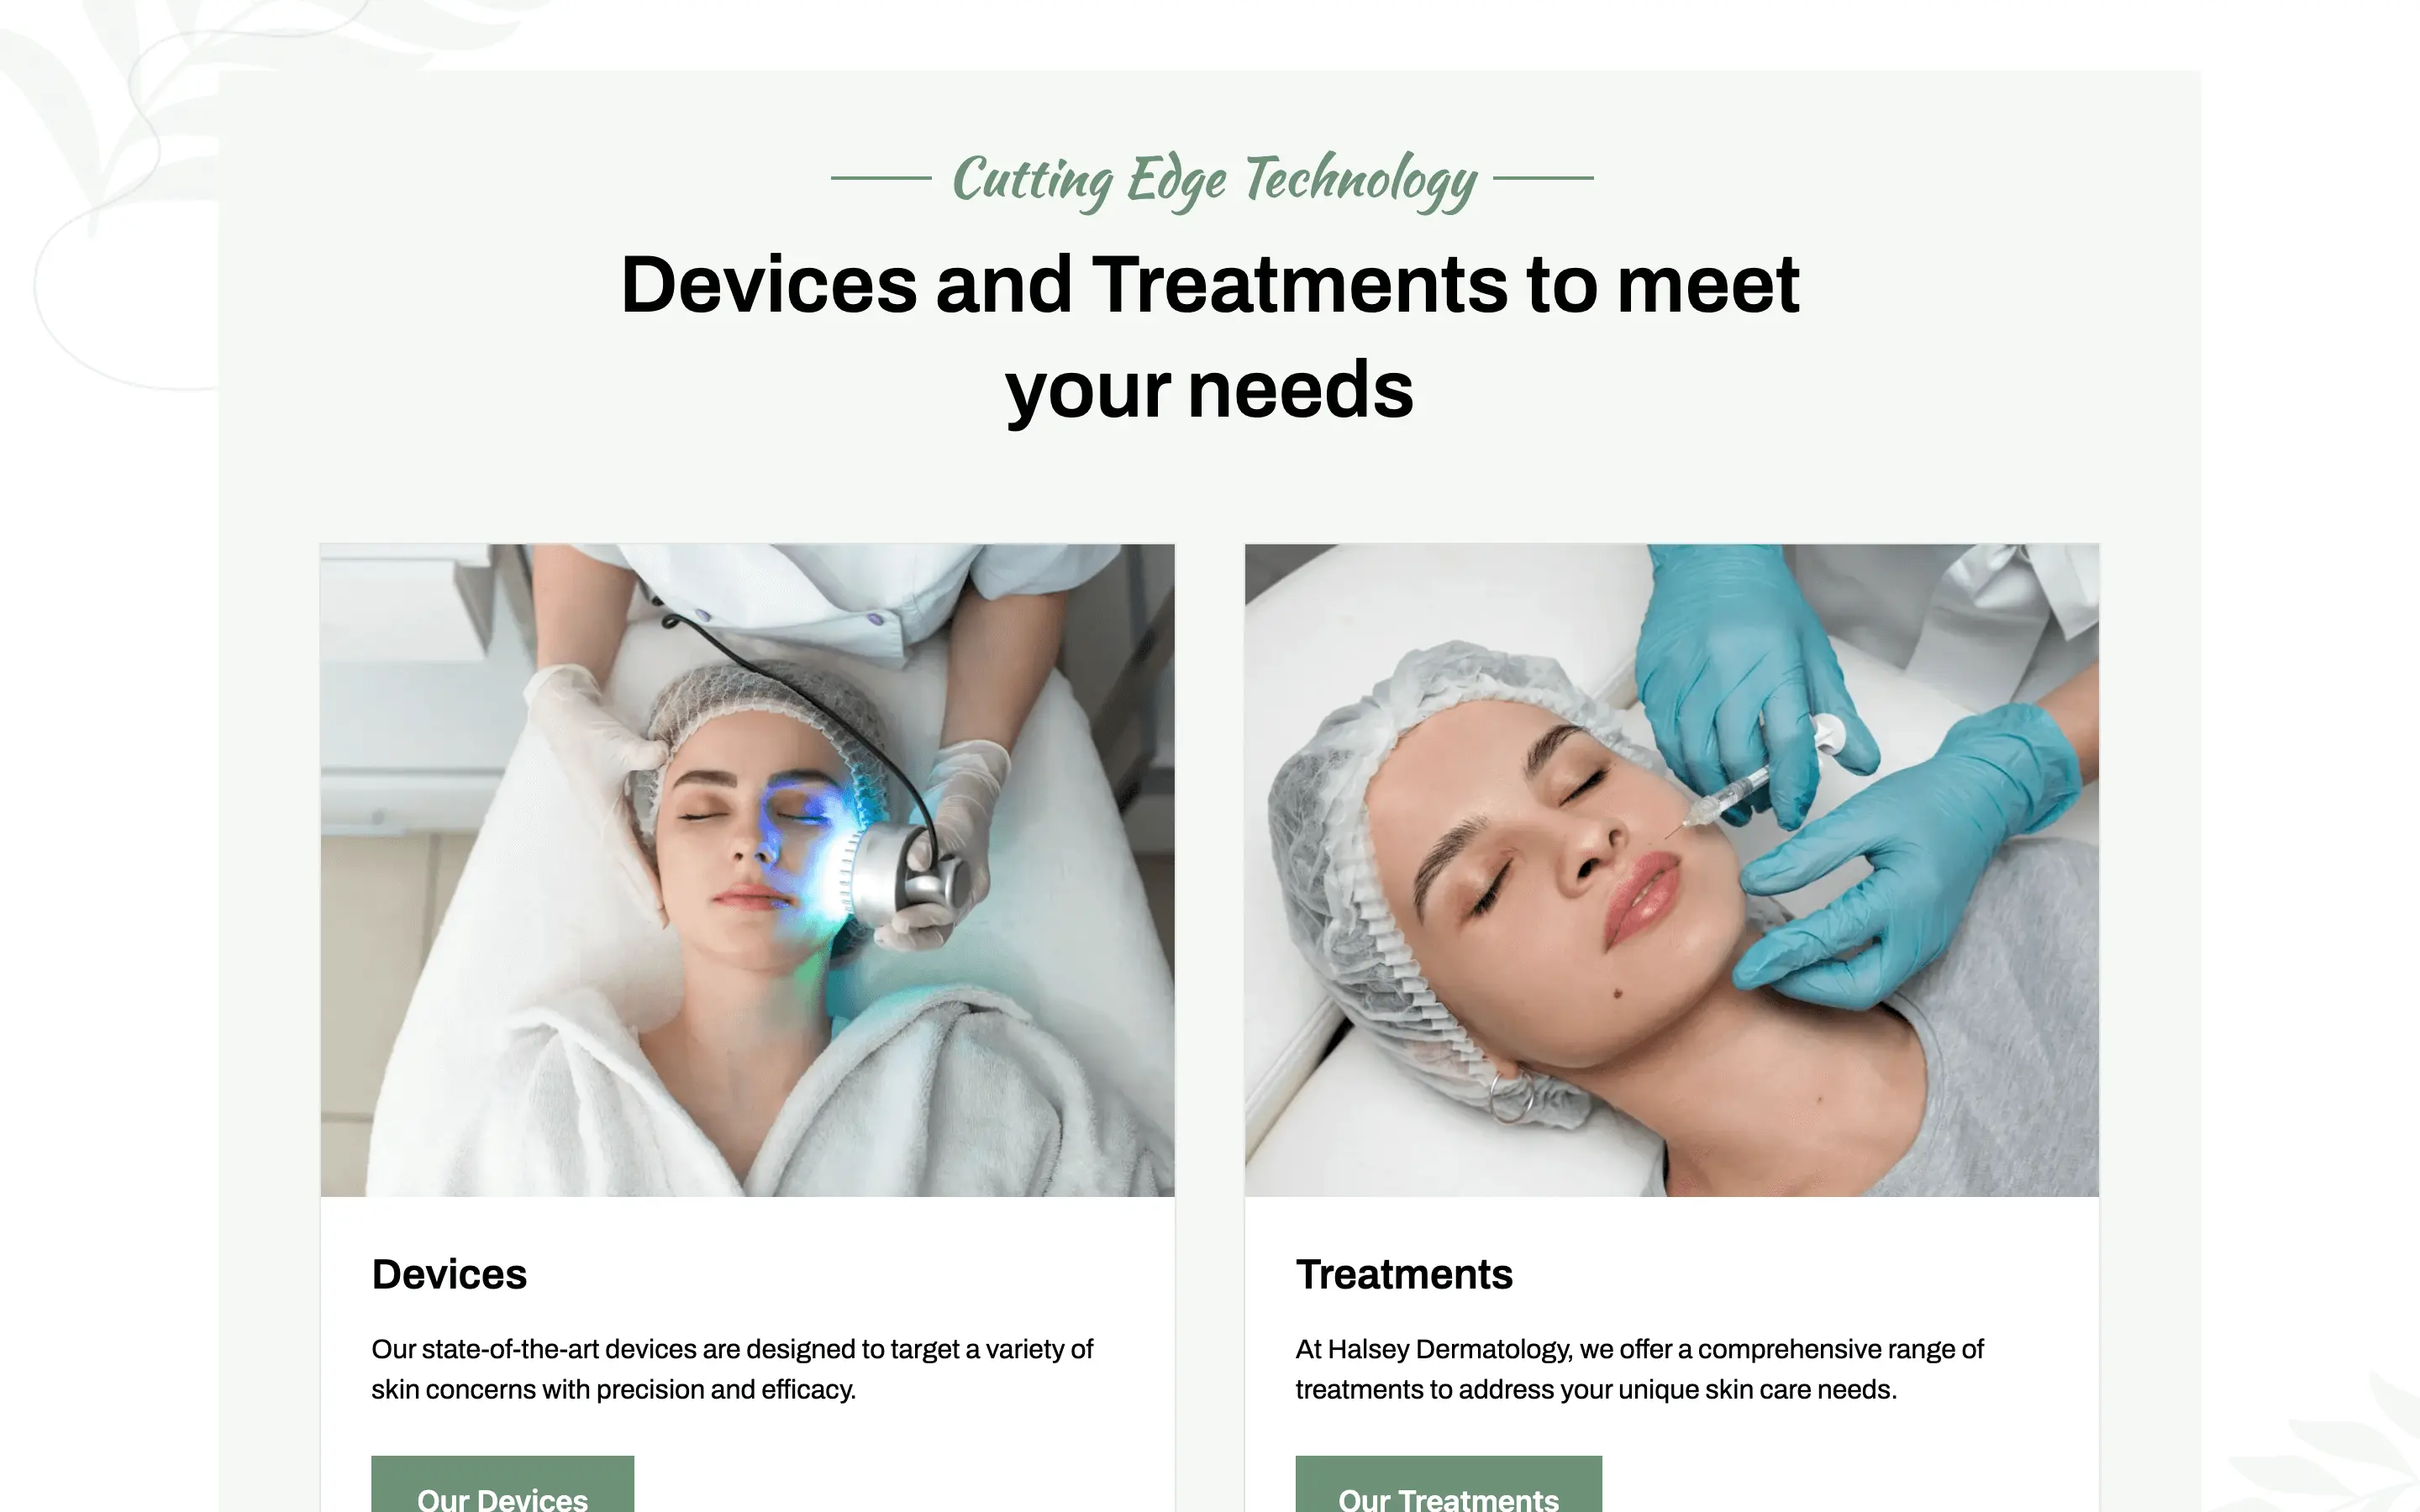 Cutting Edge Technology
Devices and Treatments to meet
your needs
Devices
Our state-of-the-art devices are designed to target a variety of
skin concerns with precision and efficacy.
Our Devices
Treatments
At Halsey Dermatology, we offer a comprehensive range of
treatments to address your unique skin care needs.
Our Treatments